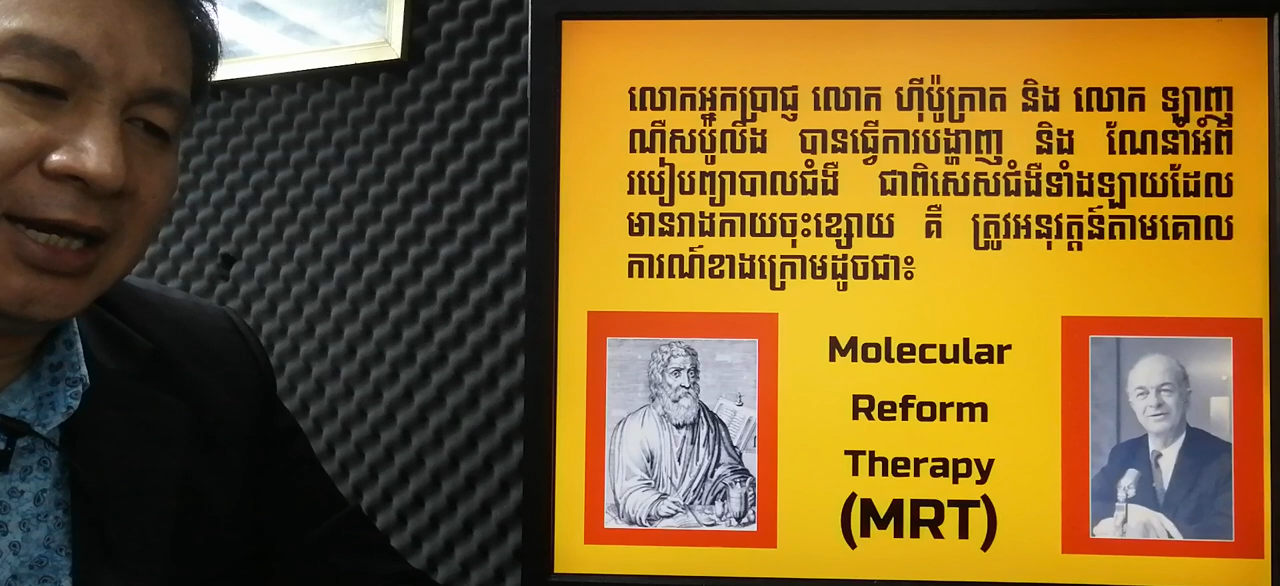 លោកអ្នកប្រាជ្ញ លោក ហ៊ីប៉ូក្រាត និង លោក ឡាញ
ណឺសប៉ូលីង បានធ្វើការបង្ហាញ និង ណែនាំអំពី
របៀបព្យាបាលជំងឺ ជាពិសេសជំងឺទាំងឡាយដែល
មានរាងកាយចុះខ្សោយ គឺ ត្រូវអនុវត្តន៍តាមគោល
ការណ៍ខាងក្រោមដូចជា៖
Molecular
Reform
Therapy
(MRT)